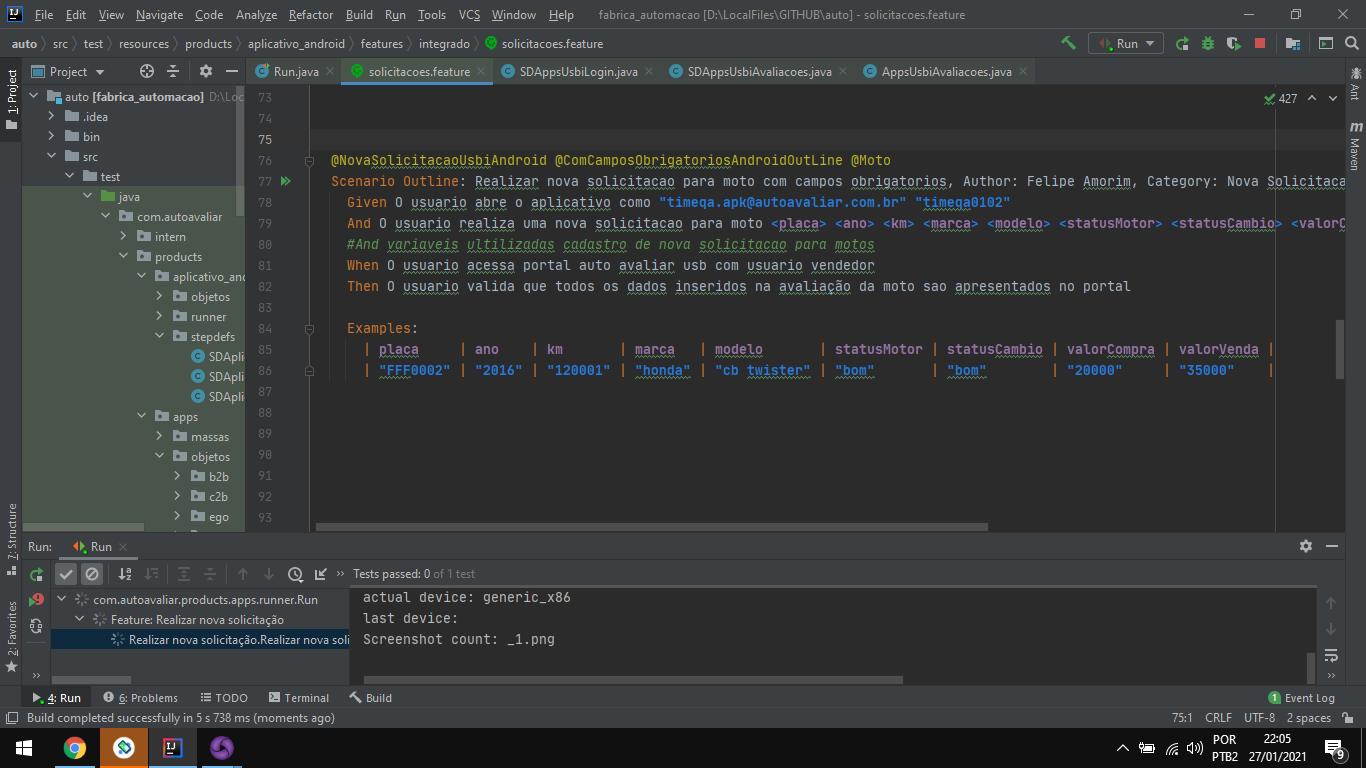 File Edit View Navigate Code Analyze Refactor Build Run Tools VCS Window Help fabrica_automacao [D:\LocalFiles\GITHUB\auto] - solicitacoes.feature
auto src test resources products aplicativo_android features integrado solicitacoes.feature Run
Project Run.java solicitacoes.feature SDAppsUsbiLogin.java SDAppsUsbiAvaliacoes.java AppsUsbiAvaliacoes.java
1: Project
Ant
Maven
auto [fabrica_automacao] D:\Loc
.idea
bin
src
test
java
com.autoavaliar
intern
products
aplicativo_and
objetos
runner
stepdefs
SDApli
SDApli
SDApli
apps
massas
objetos
b2b
c2b
ego
427
73
74
75
76 @NovaSolicitacaoUsbiAndroid @ComCamposObrigatoriosAndroidOutLine @Moto
77 Scenario Outline: Realizar nova solicitacao para moto com campos obrigatorios, Author: Felipe Amorim, Category: Nova Solicitaca
78 Given O usuario abre o aplicativo como "timeqa.apk@autoavaliar.com.br" "timeqa0102"
79 And O usuario realiza uma nova solicitacao para moto <placa> <ano> <km> <marca> <modelo> <statusMotor> <statusCambio> <valorC
80 #And variaveis ultilizadas cadastro de nova solicitacao para motos
81 When O usuario acessa portal auto avaliar usb com usuario vendedor
82 Then O usuario valida que todos os dados inseridos na avaliação da moto sao apresentados no portal
83
84 Examples:
85 | placa | ano | km | marca | modelo | statusMotor | statusCambio | valorCompra | valorVenda |
86 | "FFF0002" | "2016" | "120001" | "honda" | "cb twister" | "bom" | "bom" | "20000" | "35000" |
87
88
89
90
91
92
93
7: Structure
2: Favorites
Run: Run
Tests passed: 0 of 1 test
com.autoavaliar.products.apps.runner.Run
Feature: Realizar nova solicitação
Realizar nova solicitação.Realizar nova soli
actual device: generic_x86
last device:
Screenshot count: _1.png
4: Run 6: Problems TODO Terminal Build 1 Event Log
Build completed successfully in 5 s 738 ms (moments ago) 75:1 CRLF UTF-8 2 spaces
POR
PTB2
22:05
27/01/2021
9